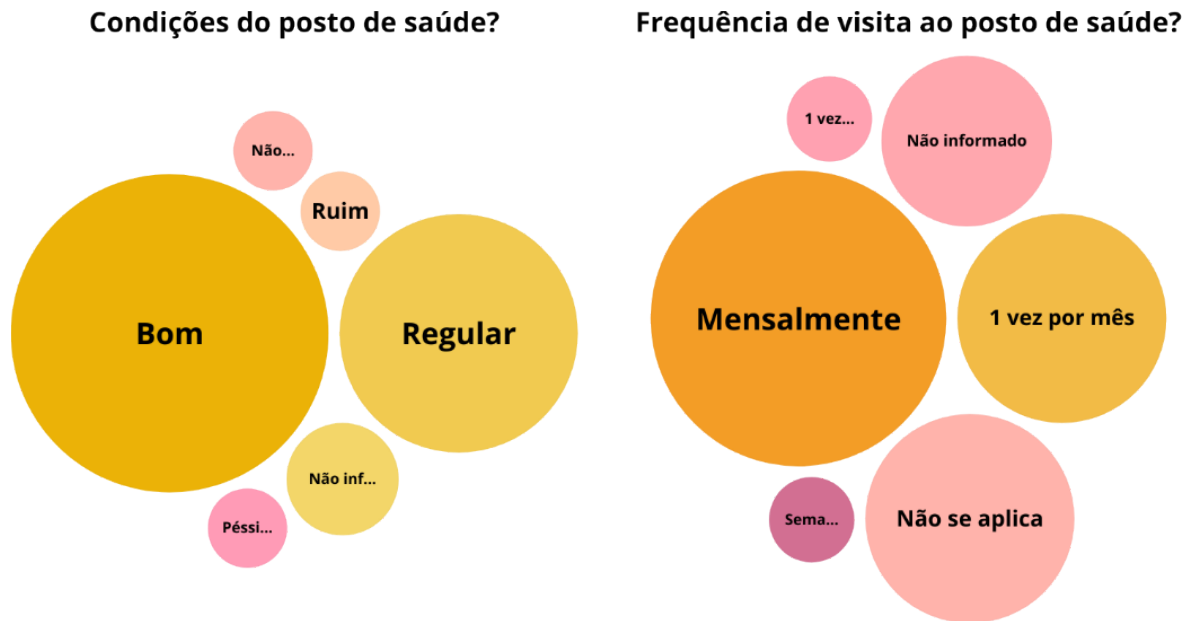 Condições do posto de saúde?
Não...
Ruim
Bom
Regular
Não inf...
Péssi...
Frequência de visita ao posto de saúde?
1 vez...
Não informado
Mensalmente
1 vez por mês
Sema...
Não se aplica